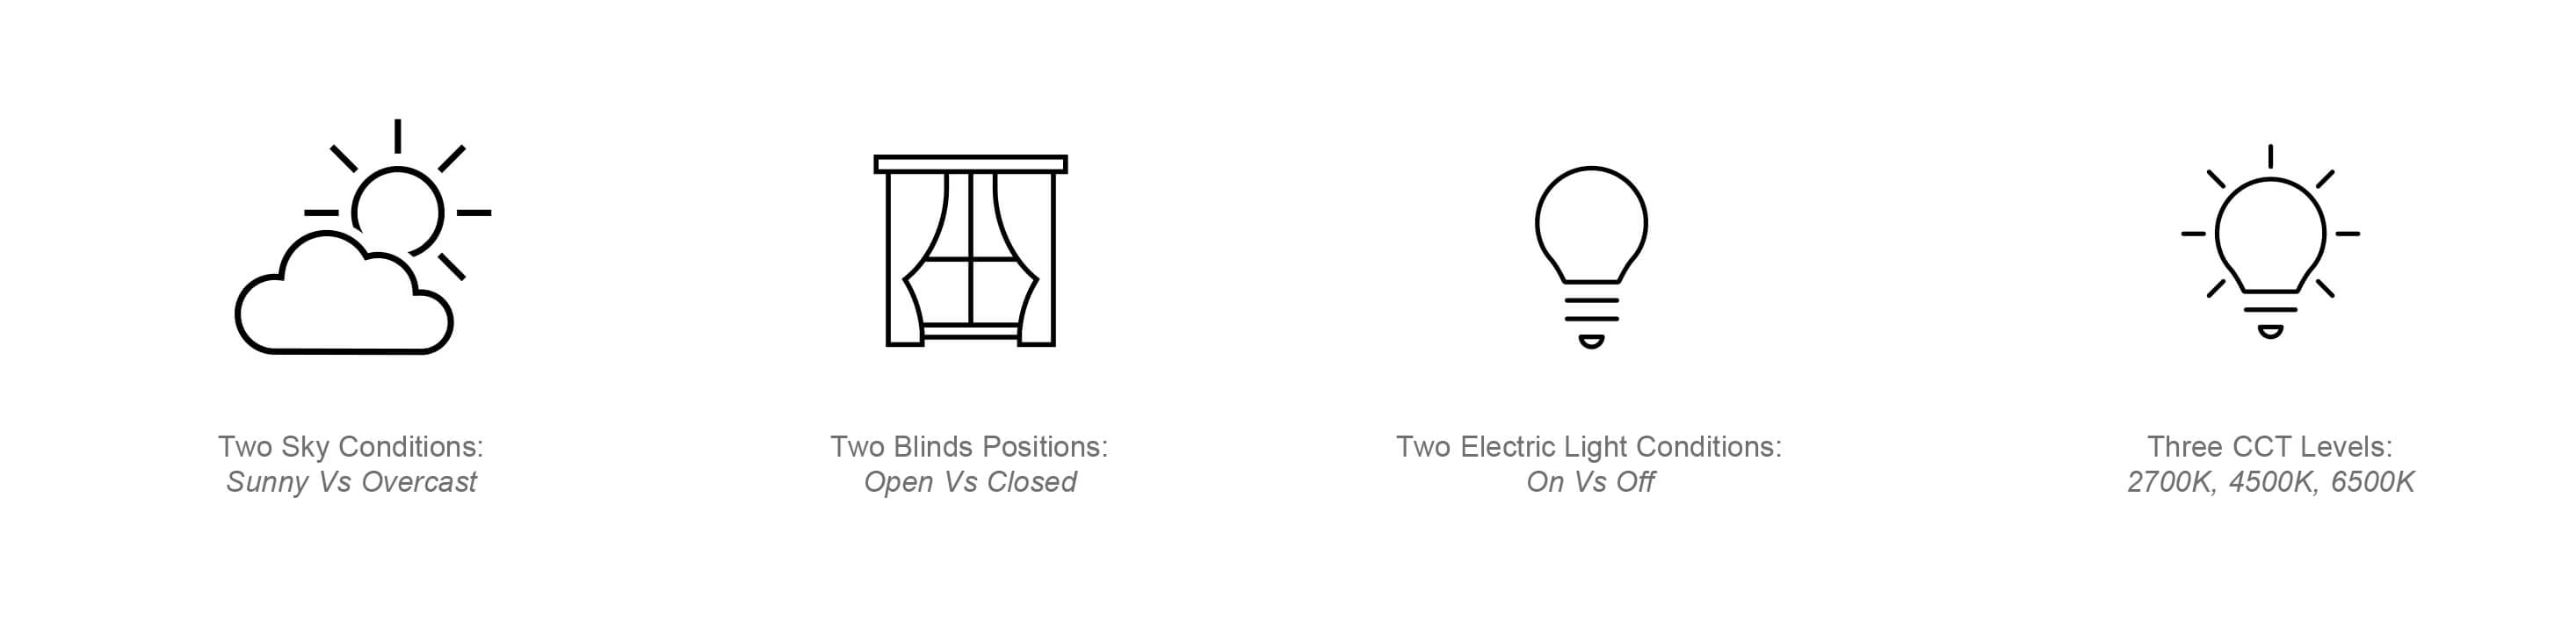 Two Sky Conditions:
Sunny Vs Overcast
Two Blinds Positions:
Open Vs Closed
Two Electric Light Conditions:
On Vs Off
Three CCT Levels:
2700K, 4500K, 6500K